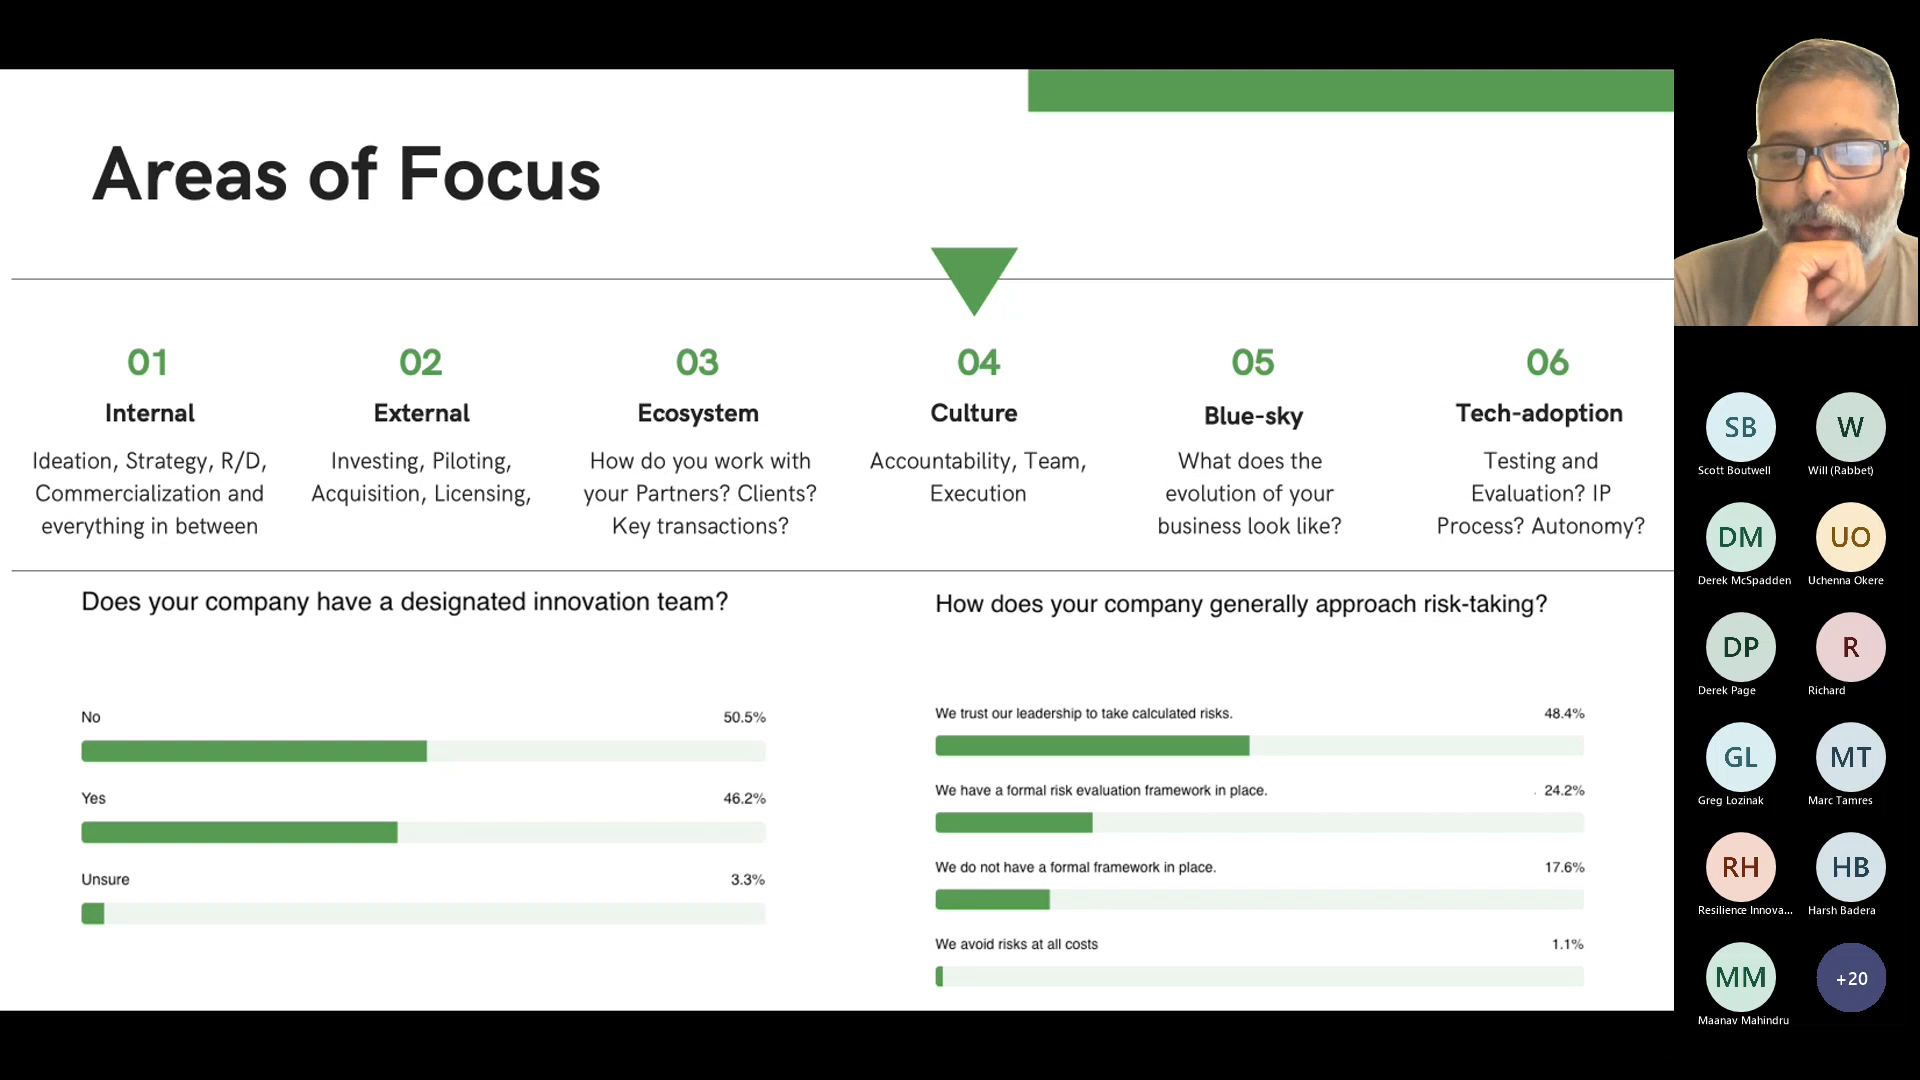 Areas of Focus
01
Internal
Ideation, Strategy, R/D,
Commercialization and
everything in between
02
External
Investing, Piloting,
Acquisition, Licensing,
03
Ecosystem
How do you work with
your Partners? Clients?
Key transactions?
04
Culture
Accountability, Team,
Execution
05
Blue-sky
What does the
evolution of your
business look like?
06
Tech-adoption
Testing and
Evaluation? IP
Process? Autonomy?
Does your company have a designated innovation team?
No 50.5%
Yes 46.2%
Unsure 3.3%
How does your company generally approach risk-taking?
We trust our leadership to take calculated risks. 48.4%
We have a formal risk evaluation framework in place. 24.2%
We do not have a formal framework in place. 17.6%
We avoid risks at all costs 1.1%
SB
Scott Boutwell
W
Will (Rabbet)
DM
Derek McSpadden
UO
Uchenna Okere
DP
Derek Page
R
Richard
GL
Greg Lozinak
MT
Marc Tamres
RH
Resilience Innova...
HB
Harsh Badera
MM
Maanav Mahindru
+20